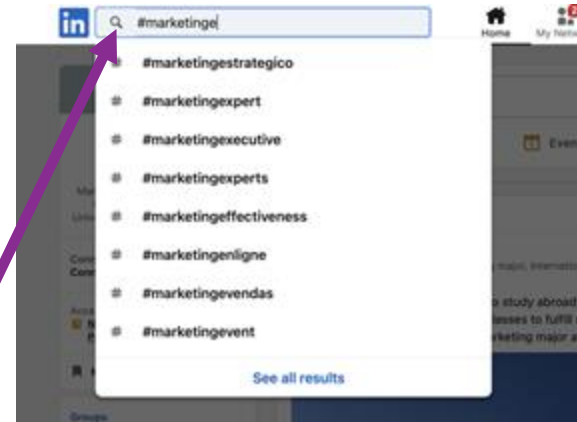 in #marketinge
Home My Netw
# #marketingestrategico
# #marketingexpert
# #marketingexecutive Even
# #marketingexperts
# #marketingeffectiveness
# #marketingenligne
# #marketingevendas
# #marketingevent
See all results
o study abroad
asses to fulfill
rketing major a
Groups